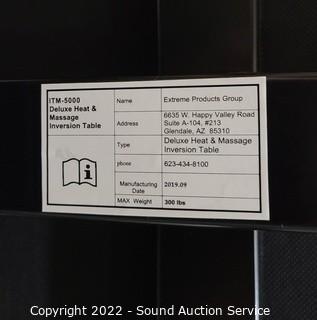 ITM-5000
Deluxe Heat &
Massage
Inversion Table
Name Extreme Products Group
Address 6635 W. Happy Valley Road
Suite A-104, #213
Glendale, AZ 85310
Type Deluxe Heat & Massage
Inversion Table
phone 623-434-8100
Manufacturing
Date 2019.09
MAX Weight 300 lbs
Copyright 2022 - Sound Auction Service